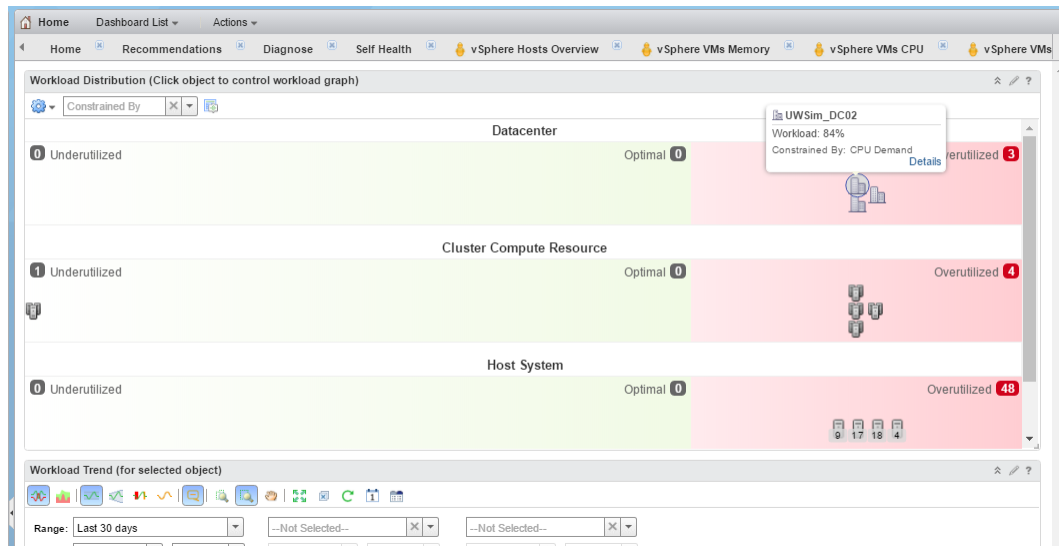 Home Dashboard List Actions
Home Recommendations Diagnose Self Health vSphere Hosts Overview vSphere VMs Memory vSphere VMs CPU vSphere VMs
Workload Distribution (Click object to control workload graph)
Constrained By
UWSim_DC02
Workload: 84%
Constrained By: CPU Demand
Details
Datacenter
0 Underutilized Optimal 0 erutilized 3
Cluster Compute Resource
1 Underutilized Optimal 0 Overutilized 4
Host System
0 Underutilized Optimal 0 Overutilized 48
9 17 18 4
Workload Trend (for selected object)
Range: Last 30 days --Not Selected-- --Not Selected--